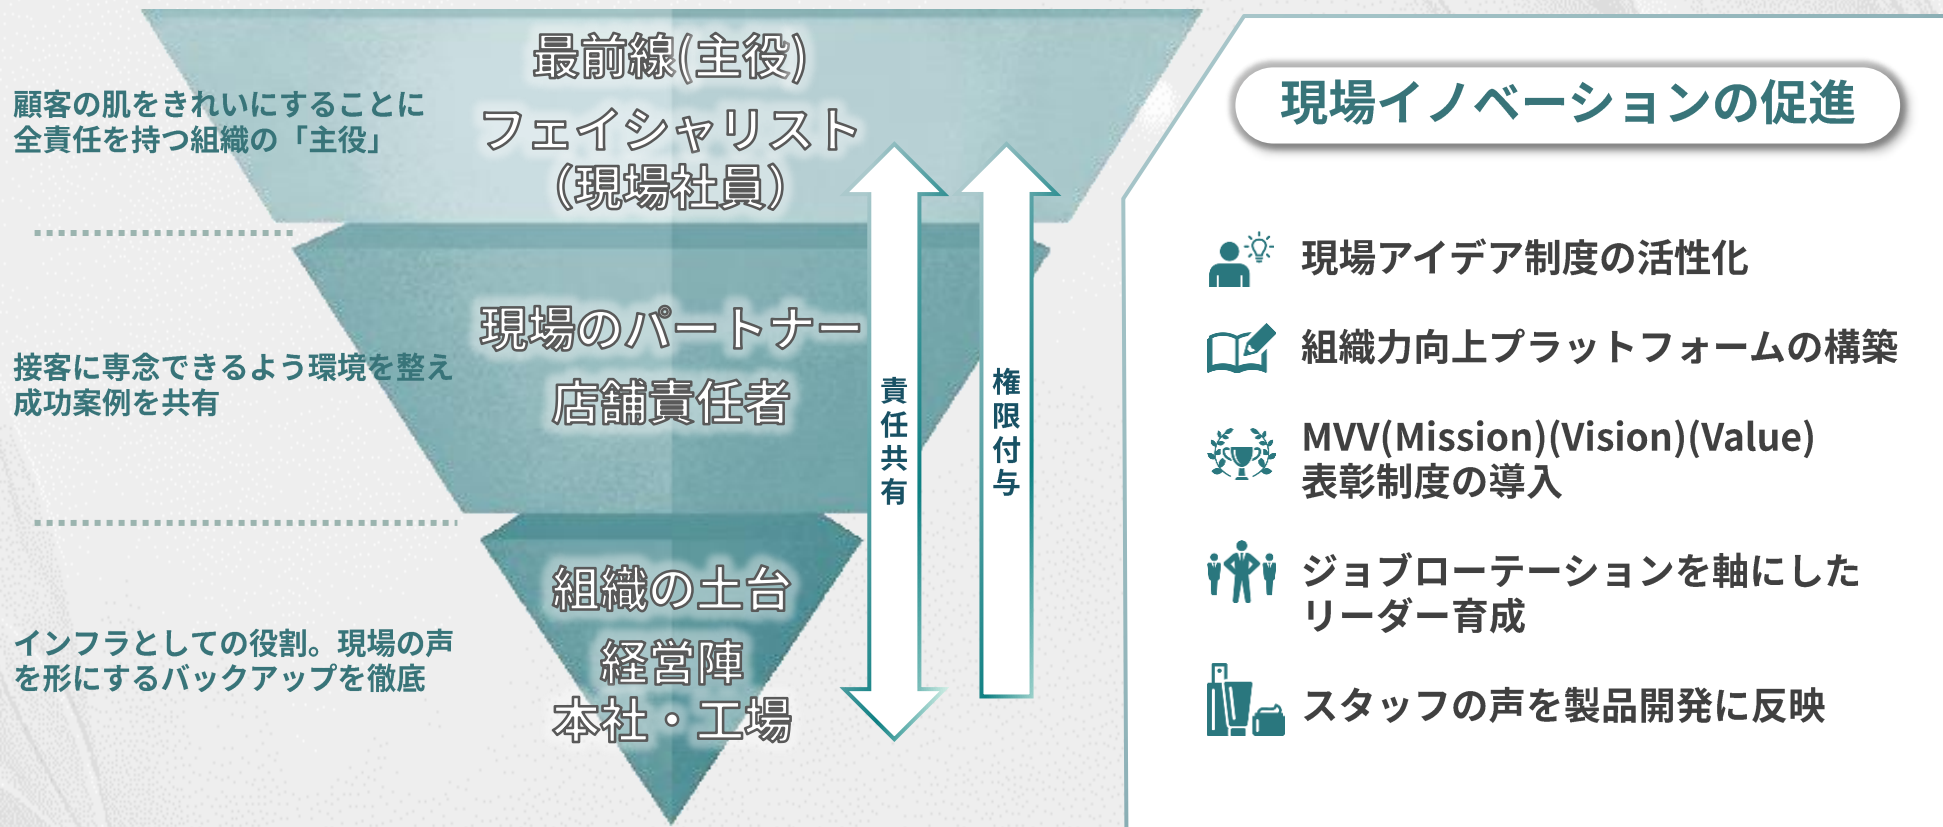 最前線(主役)
フェイシャリスト
（現場社員）
顧客の肌をきれいにすることに
全責任を持つ組織の「主役」
現場のパートナー
店舗責任者
接客に専念できるよう環境を整え
成功案例を共有
組織の土台
経営陣
本社・工場
インフラとしての役割。現場の声
を形にするバックアップを徹底
責任共有
権限付与
現場イノベーションの促進
現場アイデア制度の活性化
組織力向上プラットフォームの構築
MVV(Mission)(Vision)(Value)
表彰制度の導入
ジョブローテーションを軸にした
リーダー育成
スタッフの声を製品開発に反映